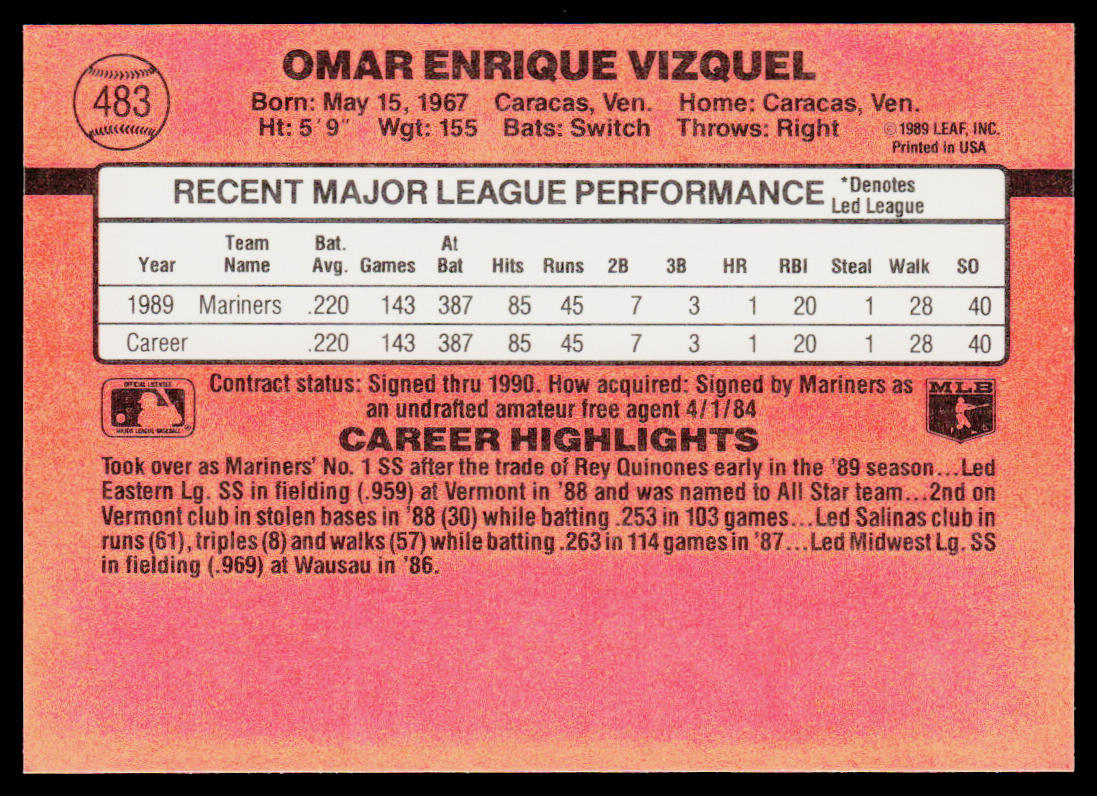 483
OMAR ENRIQUE VIZQUEL
Born: May 15, 1967 Caracas, Ven. Home: Caracas, Ven.
Ht: 5'9" Wgt: 155 Bats: Switch Throws: Right
© 1989 LEAF, INC.
Printed in USA
RECENT MAJOR LEAGUE PERFORMANCE
*Denotes
Led League
Year Team Name Bat. Avg. Games At Bat Hits Runs 2B 3B HR RBI Steal Walk SO
1989 Mariners .220 143 387 85 45 7 3 1 20 1 28 40
Career .220 143 387 85 45 7 3 1 20 1 28 40
OFFICIAL LICENSEE
MAJOR LEAGUE BASEBALL
®
Contract status: Signed thru 1990. How acquired: Signed by Mariners as
an undrafted amateur free agent 4/1/84
MLB
CAREER HIGHLIGHTS
Took over as Mariners' No. 1 SS after the trade of Rey Quinones early in the '89 season...Led
Eastern Lg. SS in fielding (.959) at Vermont in '88 and was named to All Star team...2nd on
Vermont club in stolen bases in '88 (30) while batting .253 in 103 games...Led Salinas club in
runs (61), triples (8) and walks (57) while batting .263 in 114 games in '87...Led Midwest Lg. SS
in fielding (.969) at Wausau in '86.